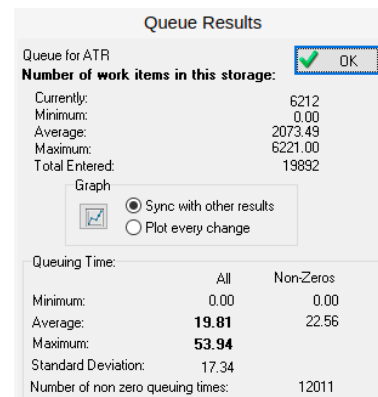 Queue Results
Queue for ATR
OK
Number of work items in this storage:
Currently: 6212
Minimum: 0.00
Average: 2073.49
Maximum: 6221.00
Total Entered: 19892
Graph
Sync with other results
Plot every change
Queuing Time:
All Non-Zeros
Minimum: 0.00 0.00
Average: 19.81 22.56
Maximum: 53.94
Standard Deviation: 17.34
Number of non zero queuing times: 12011